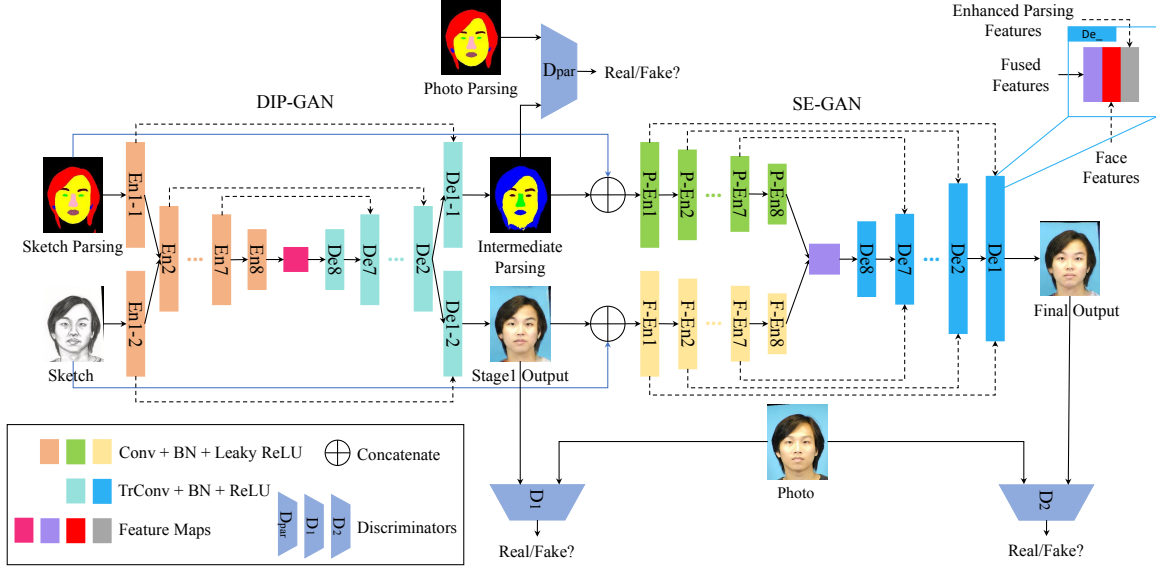 Enhanced Parsing
Features
De_
Fused
Features
Face
Features
Photo Parsing
Dpar
Real/Fake?
DIP-GAN
SE-GAN
Sketch Parsing
En1-1
En2
...
En7
En8
De8
De7
...
De2
De1-1
Intermediate
Parsing
P-En1
P-En2
...
P-En7
P-En8
De8
De7
...
De2
De1
Final Output
Sketch
En1-2
De1-2
Stage1 Output
F-En1
F-En2
...
F-En7
F-En8
Photo
D1
Real/Fake?
D2
Real/Fake?
Conv + BN + Leaky ReLU
Concatenate
TrConv + BN + ReLU
Feature Maps
Dpar
D1
D2
Discriminators